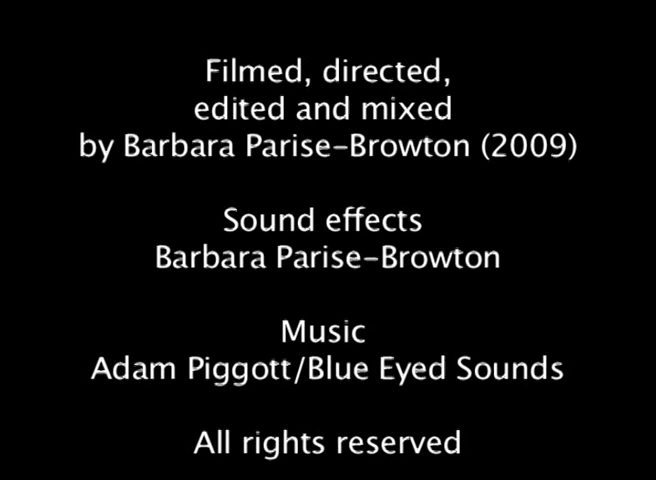 Filmed, directed,
edited and mixed
by Barbara Parise-Browton (2009)
Sound effects
Barbara Parise-Browton
Music
Adam Piggott/Blue Eyed Sounds
All rights reserved